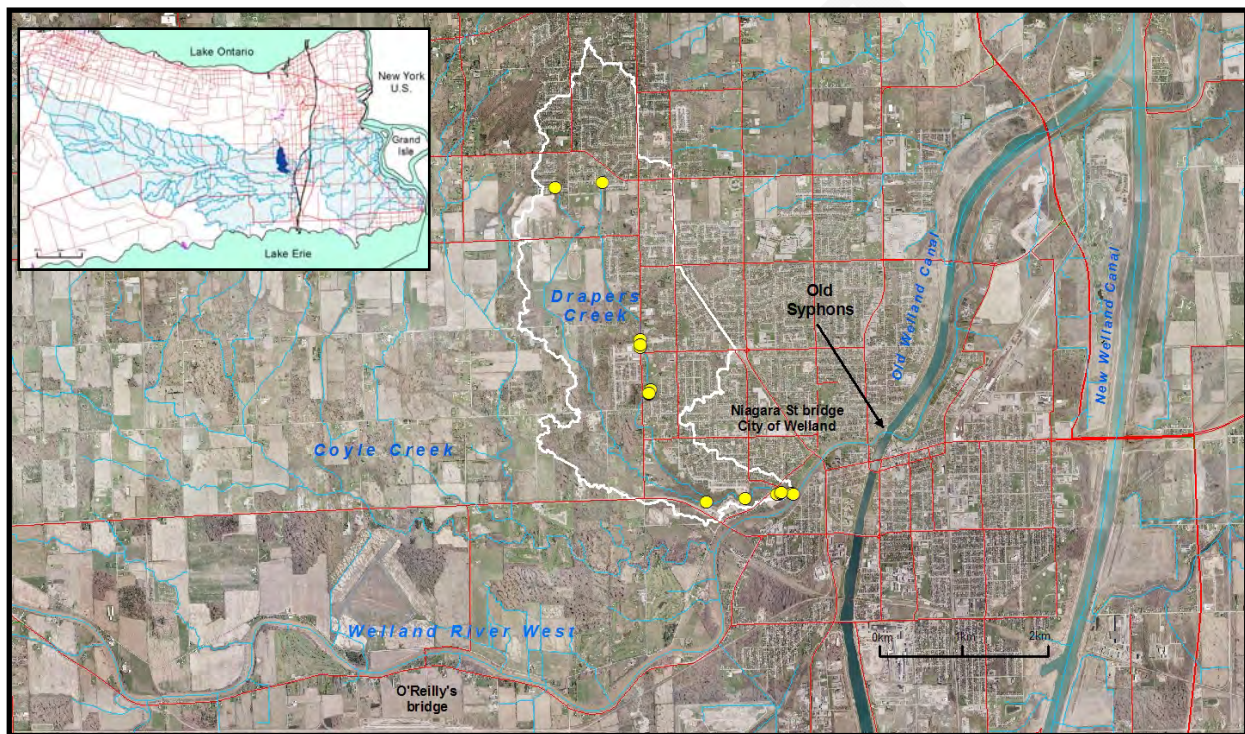 Lake Ontario
New York
U.S.
Grand
Isle
Lake Erie
Drapers
Creek
Old
Syphons
Old Welland Canal
New Welland Canal
Niagara St bridge
City of Welland
Coyle Creek
0km
1km
2km
Welland River West
O'Reilly's
bridge